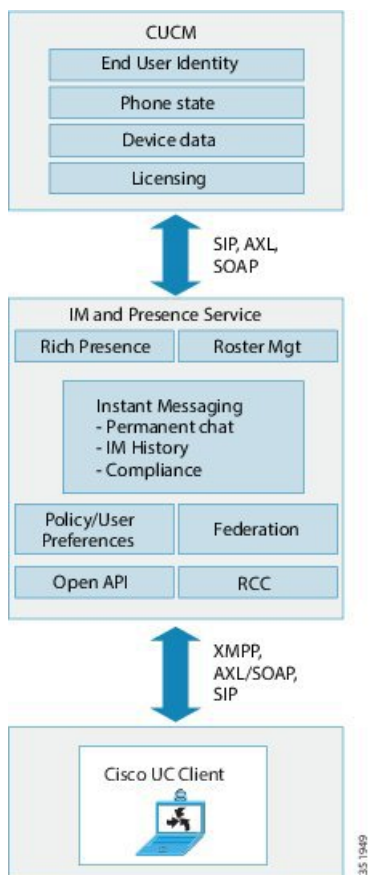 CUCM
End User Identity
Phone state
Device data
Licensing
SIP, AXL,
SOAP
IM and Presence Service
Rich Presence
Roster Mgt
Instant Messaging
- Permanent chat
- IM History
- Compliance
Policy/User
Preferences
Federation
Open API
RCC
XMPP,
AXL/SOAP,
SIP
Cisco UC Client
351949